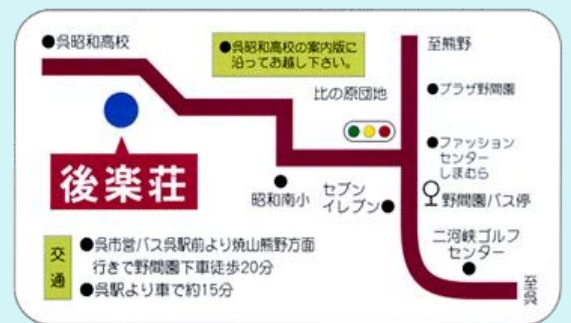 ●呉昭和高校
●呉昭和高校の案内版に
沿ってお越し下さい。
至熊野
比の原団地
●プラザ野間園
●ファッション
センター
しまむら
後楽荘
昭和南小
セブン
イレブン●
野間園バス停
二河峡ゴルフ
センター
至呉
交通
●呉市営バス呉駅前より焼山熊野方面
行きで野間園下車徒歩20分
●呉駅より車で約15分